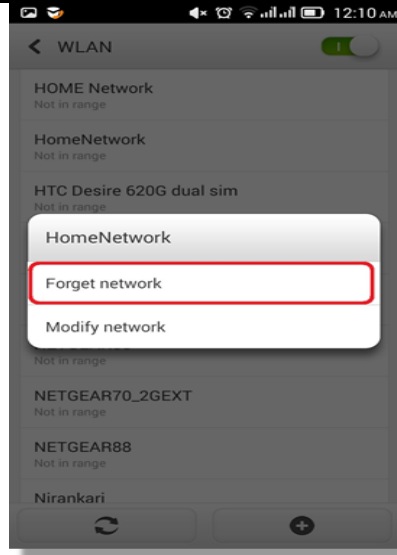 12:10 AM
WLAN
HOME Network
Not in range
HomeNetwork
Not in range
HTC Desire 620G dual sim
Not in range
HomeNetwork
Forget network
Modify network
Not in range
NETGEAR70_2GEXT
Not in range
NETGEAR88
Not in range
Nirankari